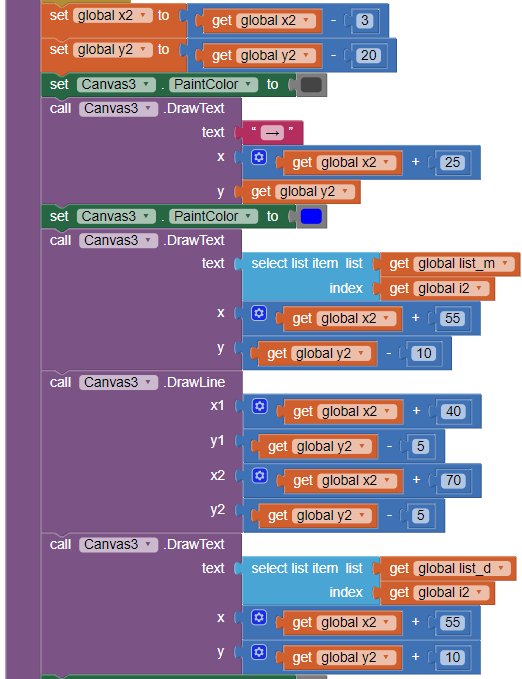 set global x2 to get global x2 - 3
set global y2 to get global y2 - 20
set Canvas3 . PaintColor to
call Canvas3 .DrawText
text “ → ”
x get global x2 + 25
y get global y2
set Canvas3 . PaintColor to
call Canvas3 .DrawText
text select list item list get global list_m
index get global i2
x get global x2 + 55
y get global y2 - 10
call Canvas3 .DrawLine
x1 get global x2 + 40
y1 get global y2 - 5
x2 get global x2 + 70
y2 get global y2 - 5
call Canvas3 .DrawText
text select list item list get global list_d
index get global i2
x get global x2 + 55
y get global y2 + 10